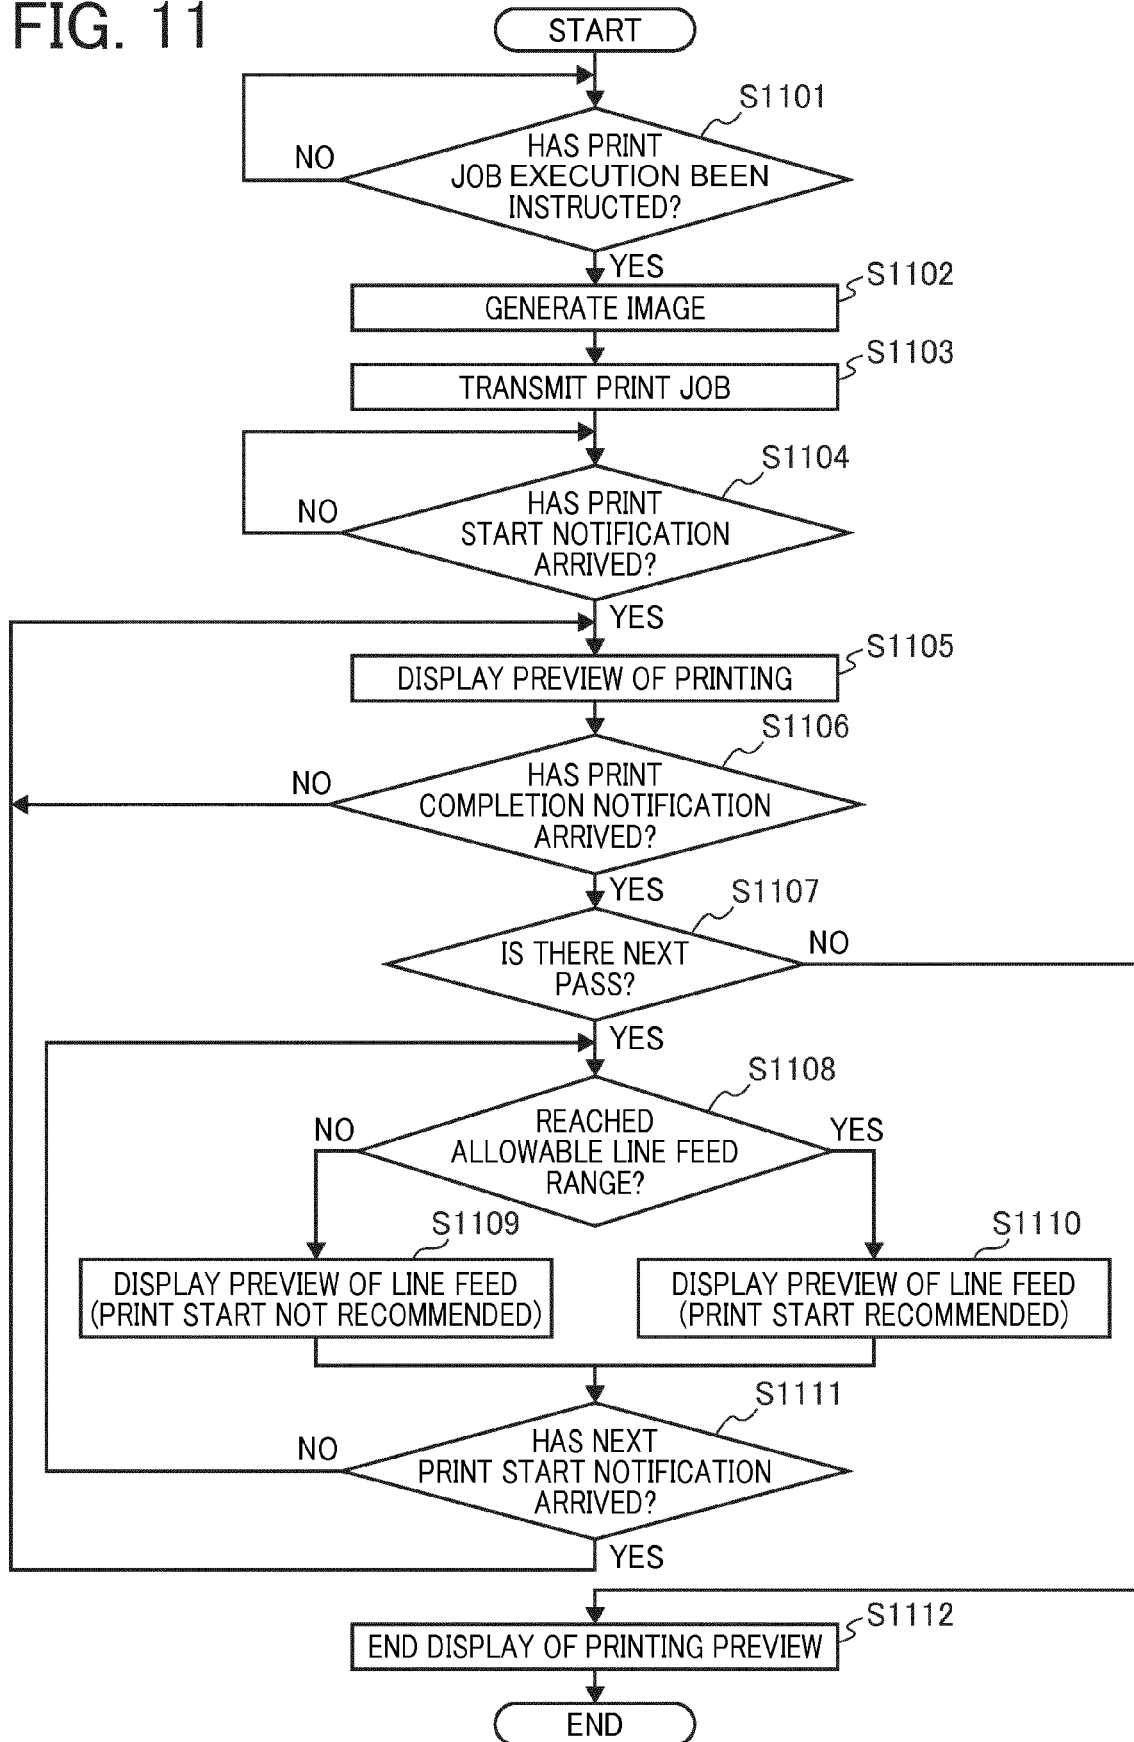 FIG. 11
START
S1101
HAS PRINT
JOB EXECUTION BEEN
INSTRUCTED?
NO
YES
S1102
GENERATE IMAGE
S1103
TRANSMIT PRINT JOB
S1104
HAS PRINT
START NOTIFICATION
ARRIVED?
NO
YES
S1105
DISPLAY PREVIEW OF PRINTING
S1106
HAS PRINT
COMPLETION NOTIFICATION
ARRIVED?
NO
YES
S1107
IS THERE NEXT
PASS?
NO
YES
S1108
REACHED
ALLOWABLE LINE FEED
RANGE?
NO
YES
S1109
DISPLAY PREVIEW OF LINE FEED
(PRINT START NOT RECOMMENDED)
S1110
DISPLAY PREVIEW OF LINE FEED
(PRINT START RECOMMENDED)
S1111
HAS NEXT
PRINT START NOTIFICATION
ARRIVED?
NO
YES
S1112
END DISPLAY OF PRINTING PREVIEW
END